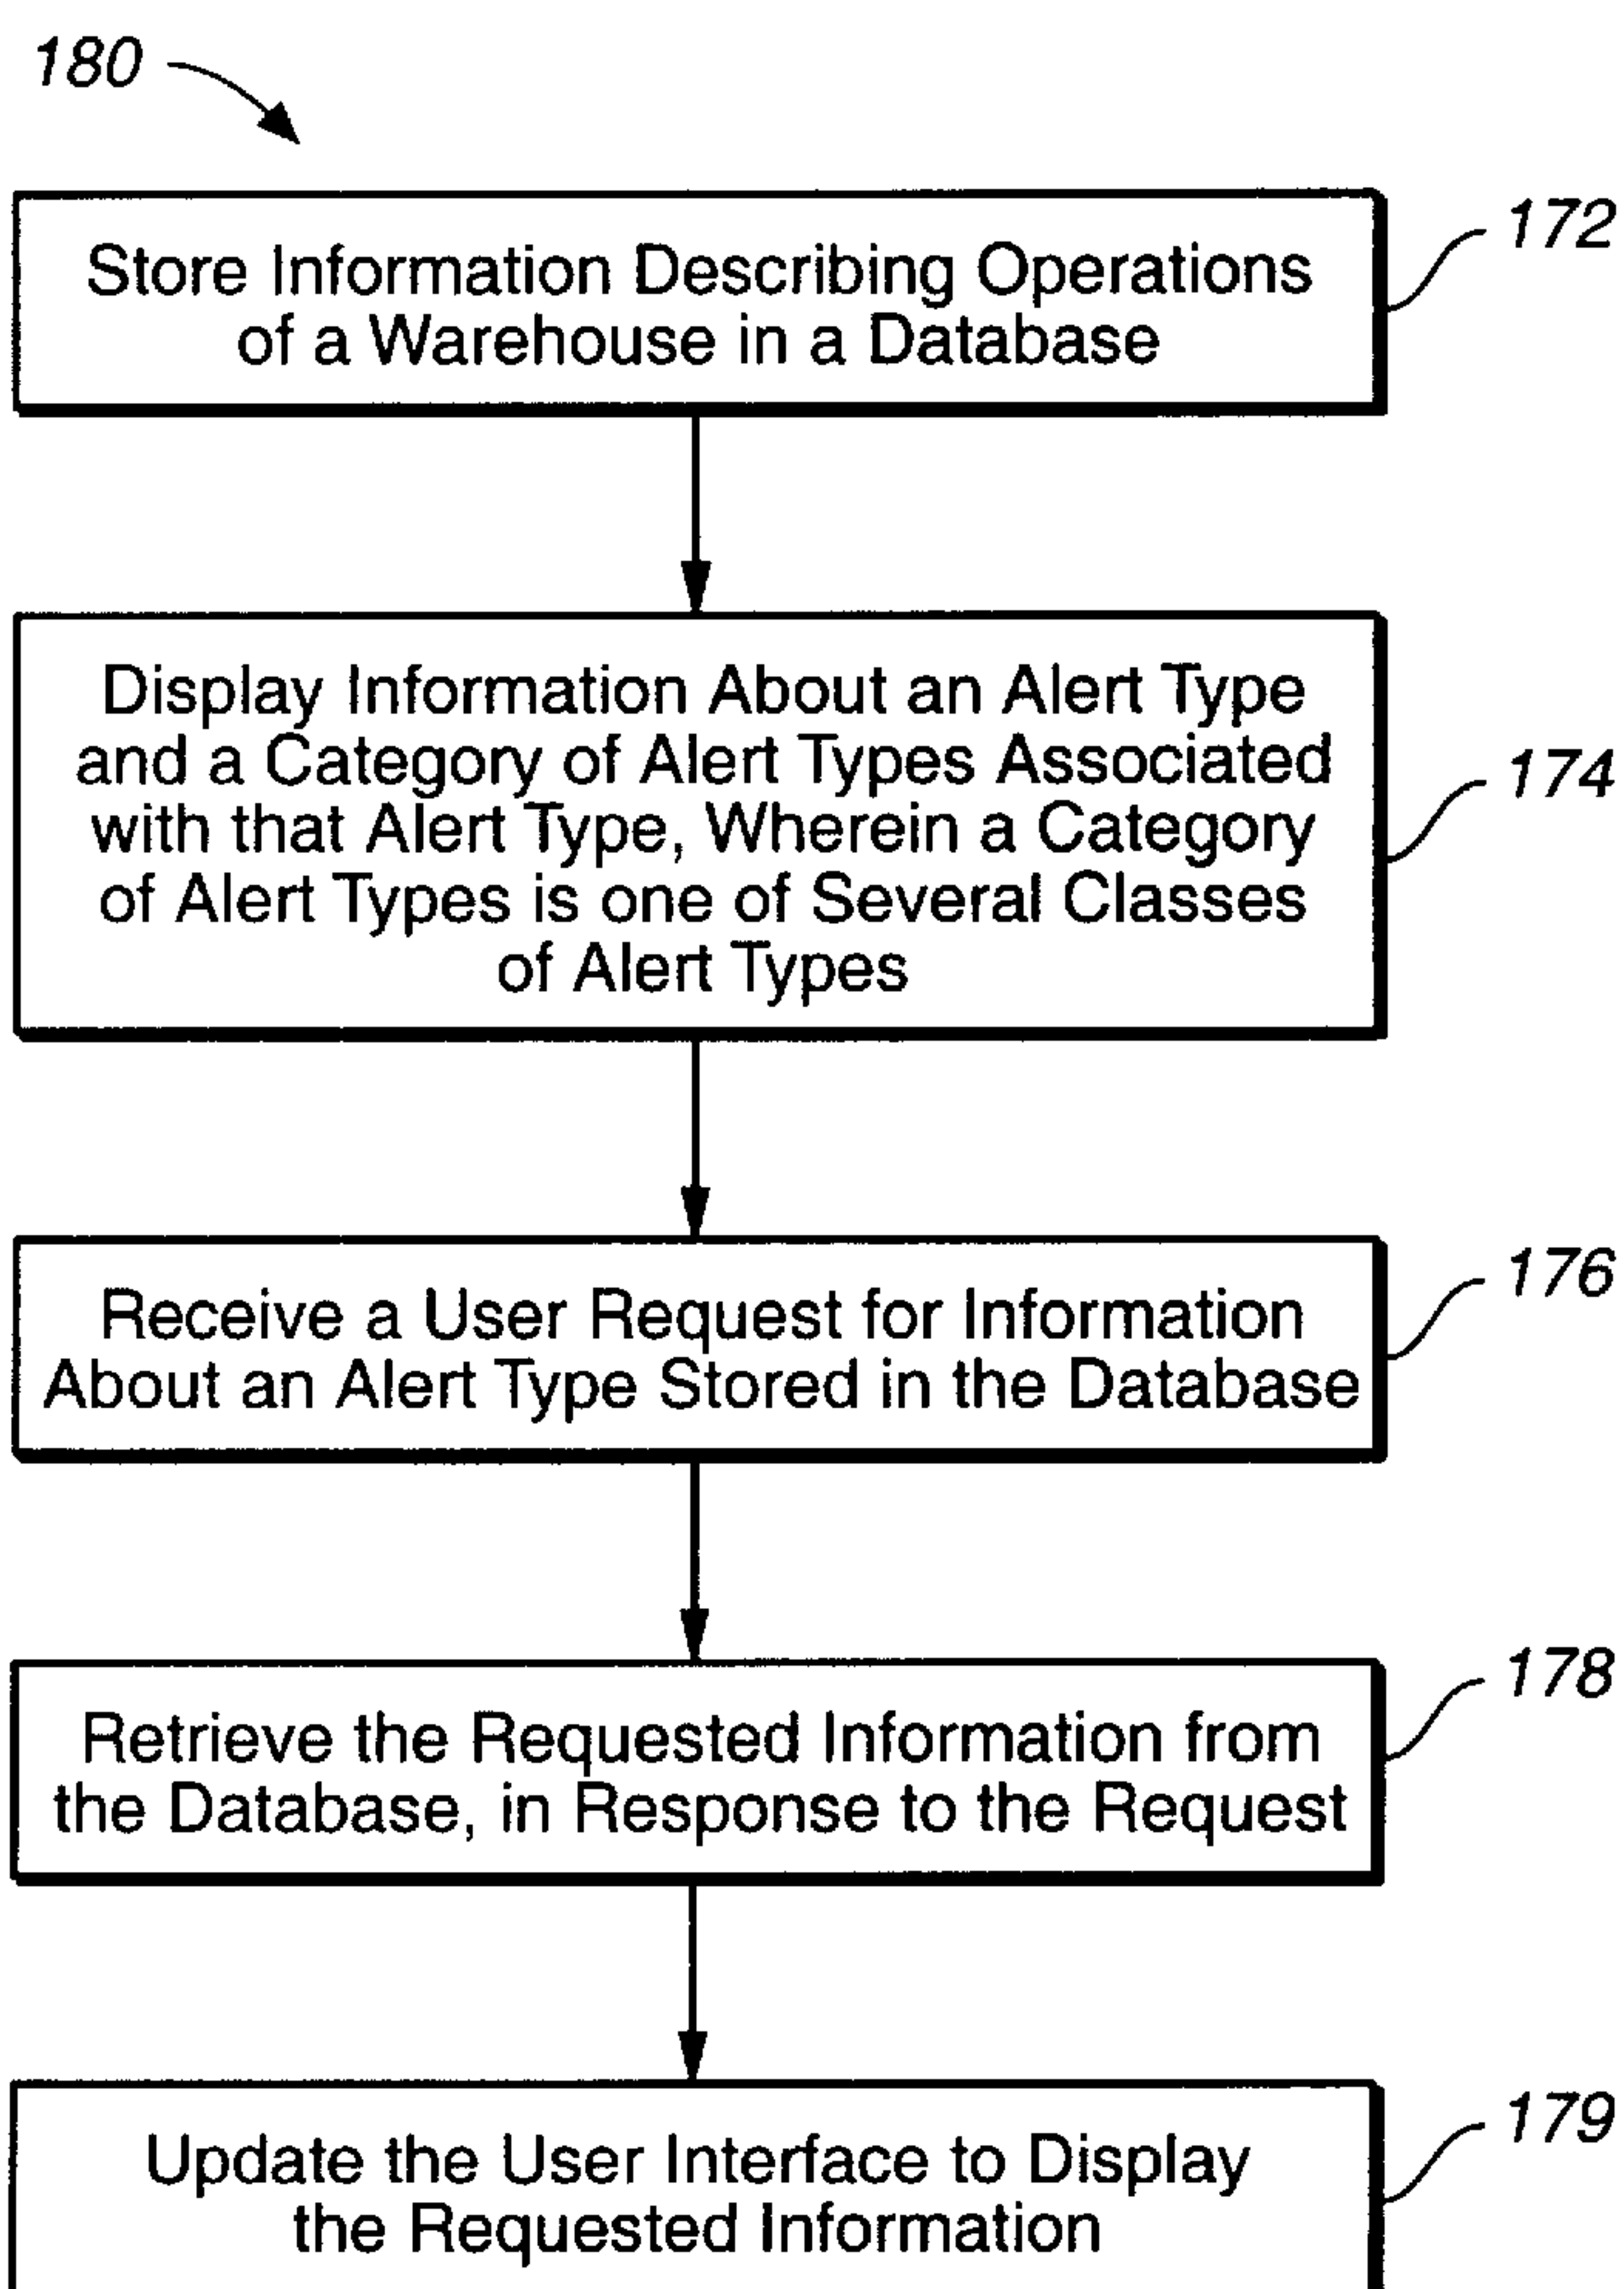 180
172
Store Information Describing Operations
of a Warehouse in a Database
Display Information About an Alert Type
and a Category of Alert Types Associated
with that Alert Type, Wherein a Category
of Alert Types is one of Several Classes
of Alert Types
174
Receive a User Request for Information
About an Alert Type Stored in the Database
176
Retrieve the Requested Information from
the Database, in Response to the Request
178
Update the User Interface to Display
the Requested Information
179